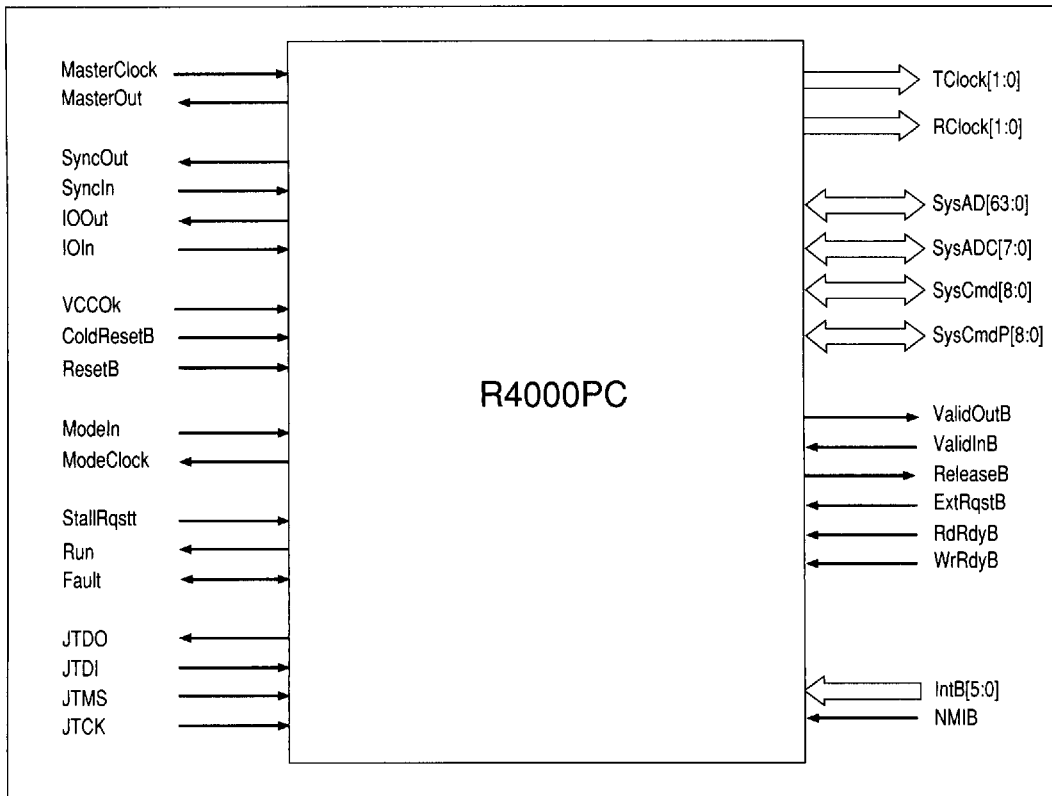 MasterClock
MasterOut
SyncOut
SyncIn
IOOut
IOIn
VCCOk
ColdResetB
ResetB
ModeIn
ModeClock
StallRqstt
Run
Fault
JTDO
JTDI
JTMS
JTCK
R4000PC
TClock[1:0]
RClock[1:0]
SysAD[63:0]
SysADC[7:0]
SysCmd[8:0]
SysCmdP[8:0]
ValidOutB
ValidInB
ReleaseB
ExtRqstB
RdRdyB
WrRdyB
IntB[5:0]
NMIB